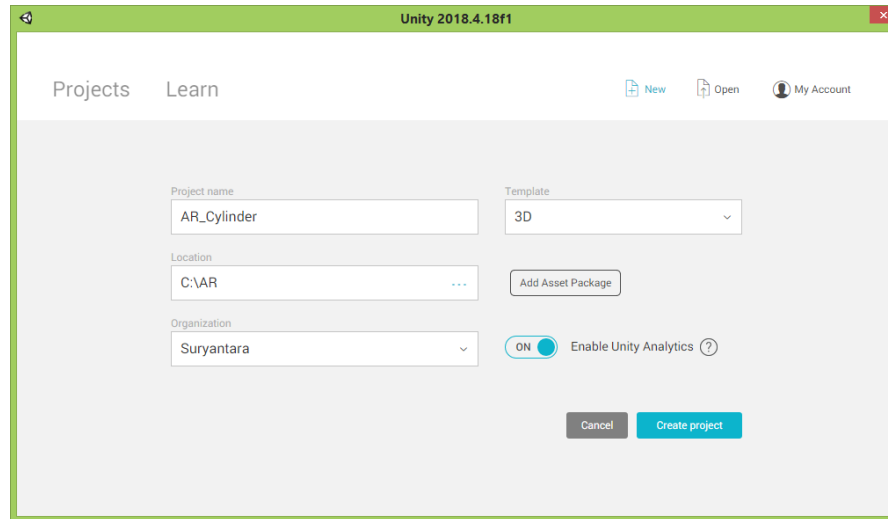 Unity 2018.4.18f1
Projects Learn New Open My Account
Project name Template
AR_Cylinder 3D
Location
C:\AR ... Add Asset Package
Organization
Suryantara ON Enable Unity Analytics ?
Cancel Create project